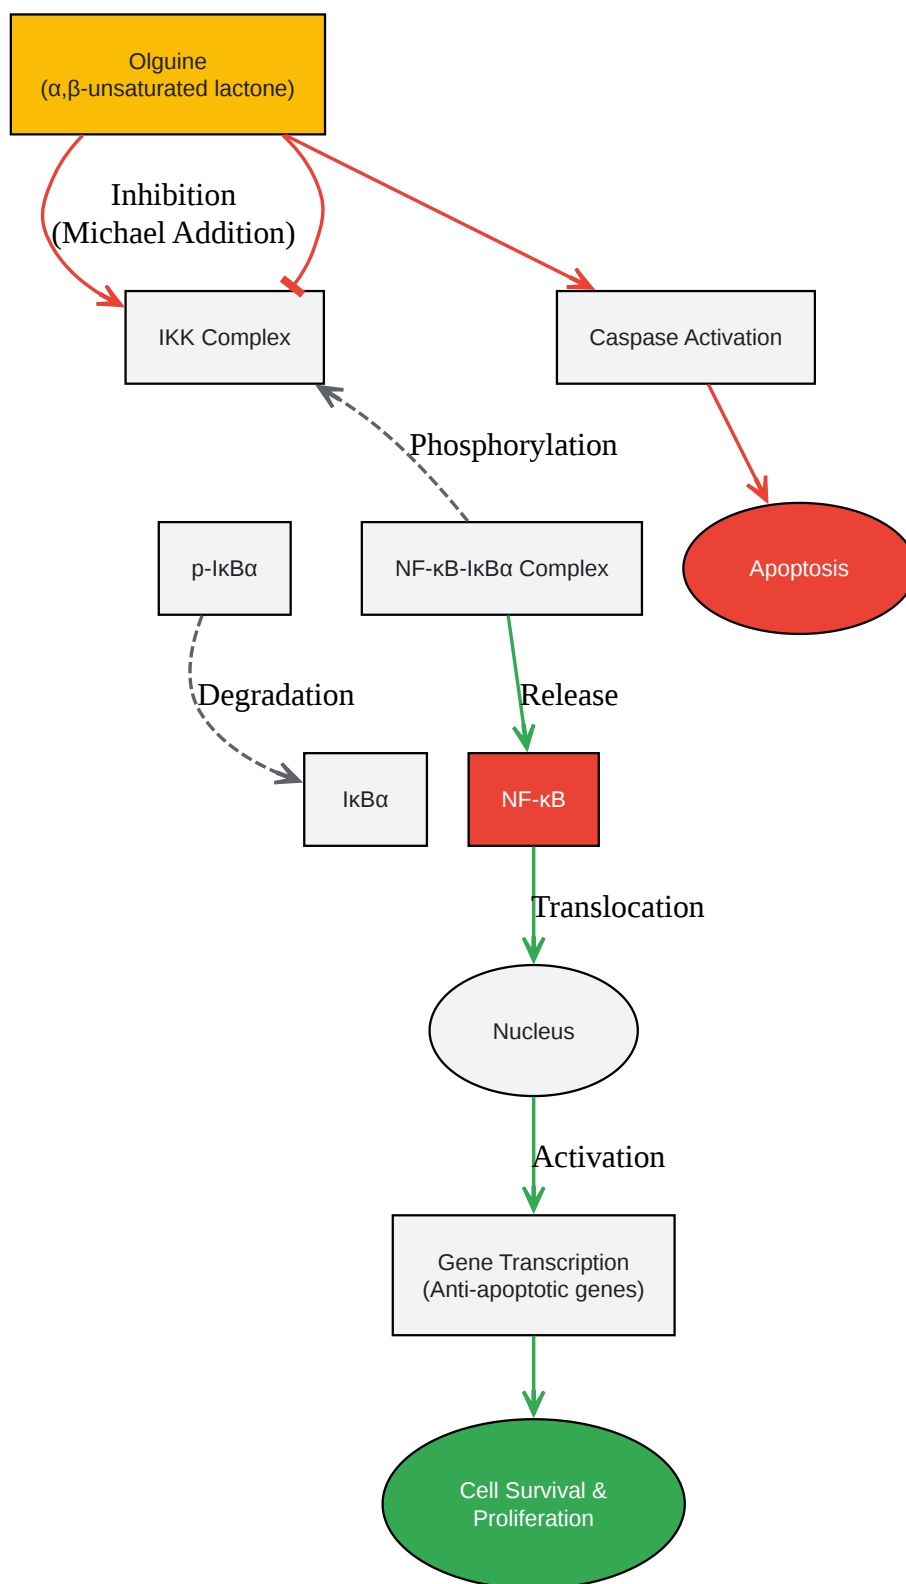 Olguine
(α,β-unsaturated lactone)
Inhibition
(Michael Addition)
IKK Complex
Caspase Activation
Phosphorylation
p-IκBα
NF-κB-IκBα Complex
Apoptosis
Degradation
Release
IκBα
NF-κB
Translocation
Nucleus
Activation
Gene Transcription
(Anti-apoptotic genes)
Cell Survival &
Proliferation